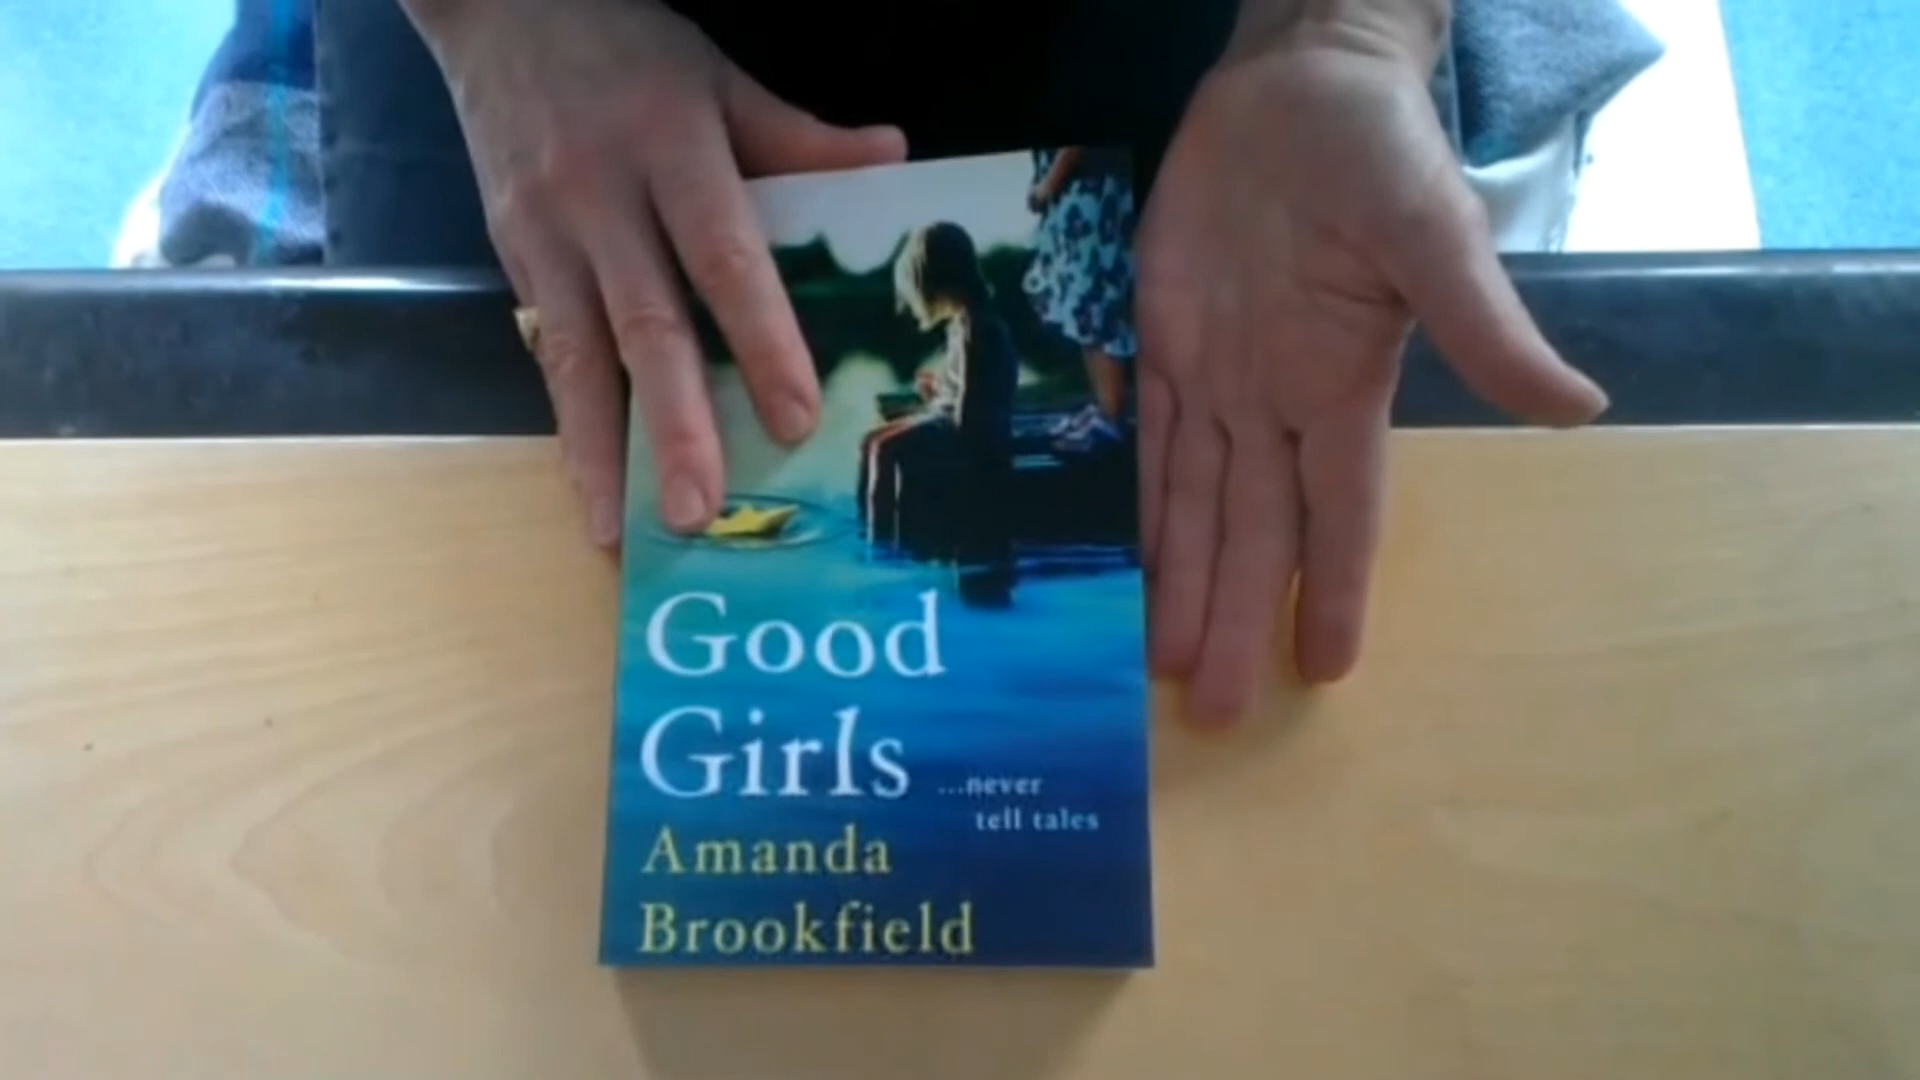 Good
Girls
...never
tell tales
Amanda
Brookfield